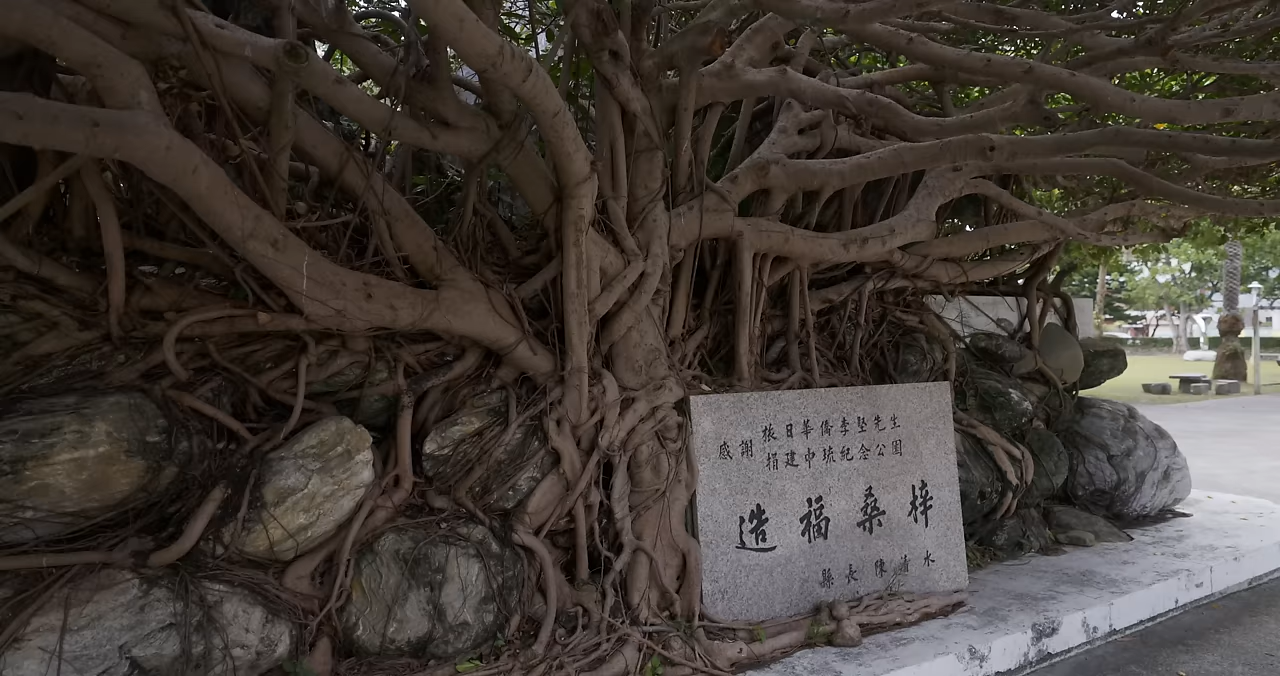 感謝 旅日華僑李堅先生
捐建中琉紀念公園
造福桑梓
縣長陳清水